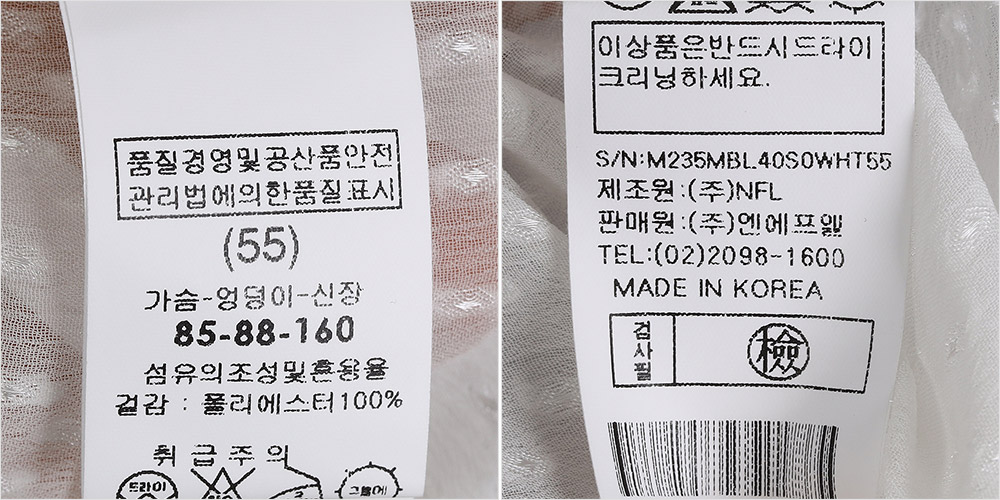 품질경영및공산품안전
관리법에의한품질표시
(55)
가슴-엉덩이-신장
85-88-160
섬유의조성및혼용율
겉감 : 폴리에스터100%
취급주의
드라이
그늘에
이상품은반드시드라이
크리닝하세요.
S/N:M235MBL40S0WHT55
제조원:(주)NFL
판매원:(주)엔에프엘
TEL:(02)2098-1600
MADE IN KOREA
검사필
檢